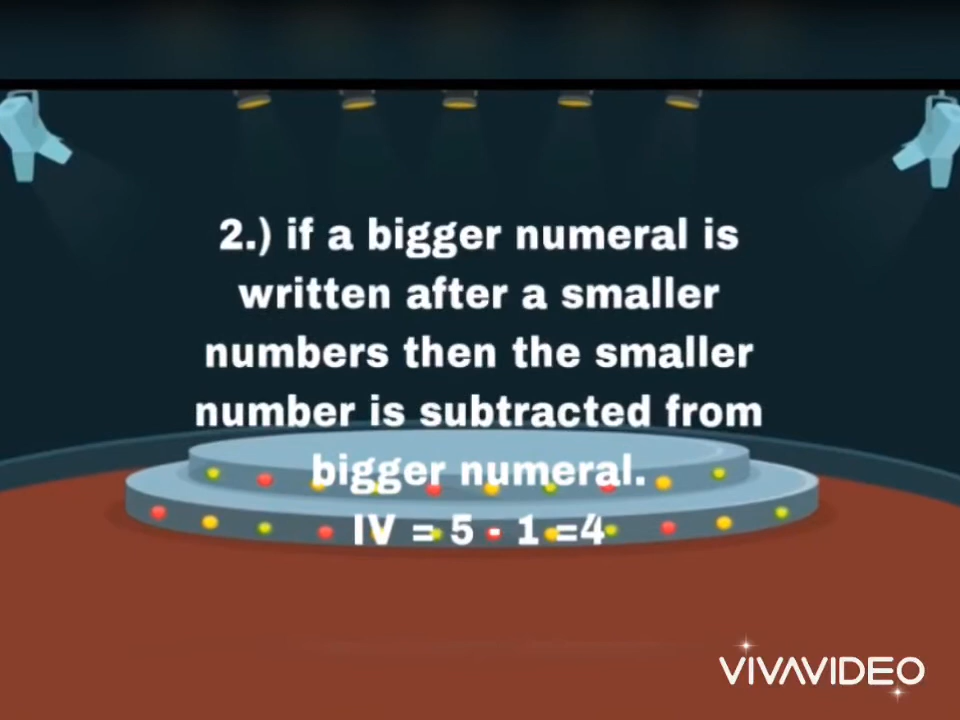 2.) if a bigger numeral is
written after a smaller
numbers then the smaller
number is subtracted from
bigger numeral.
IV = 5 - 1 =4
VIVAVIDEO